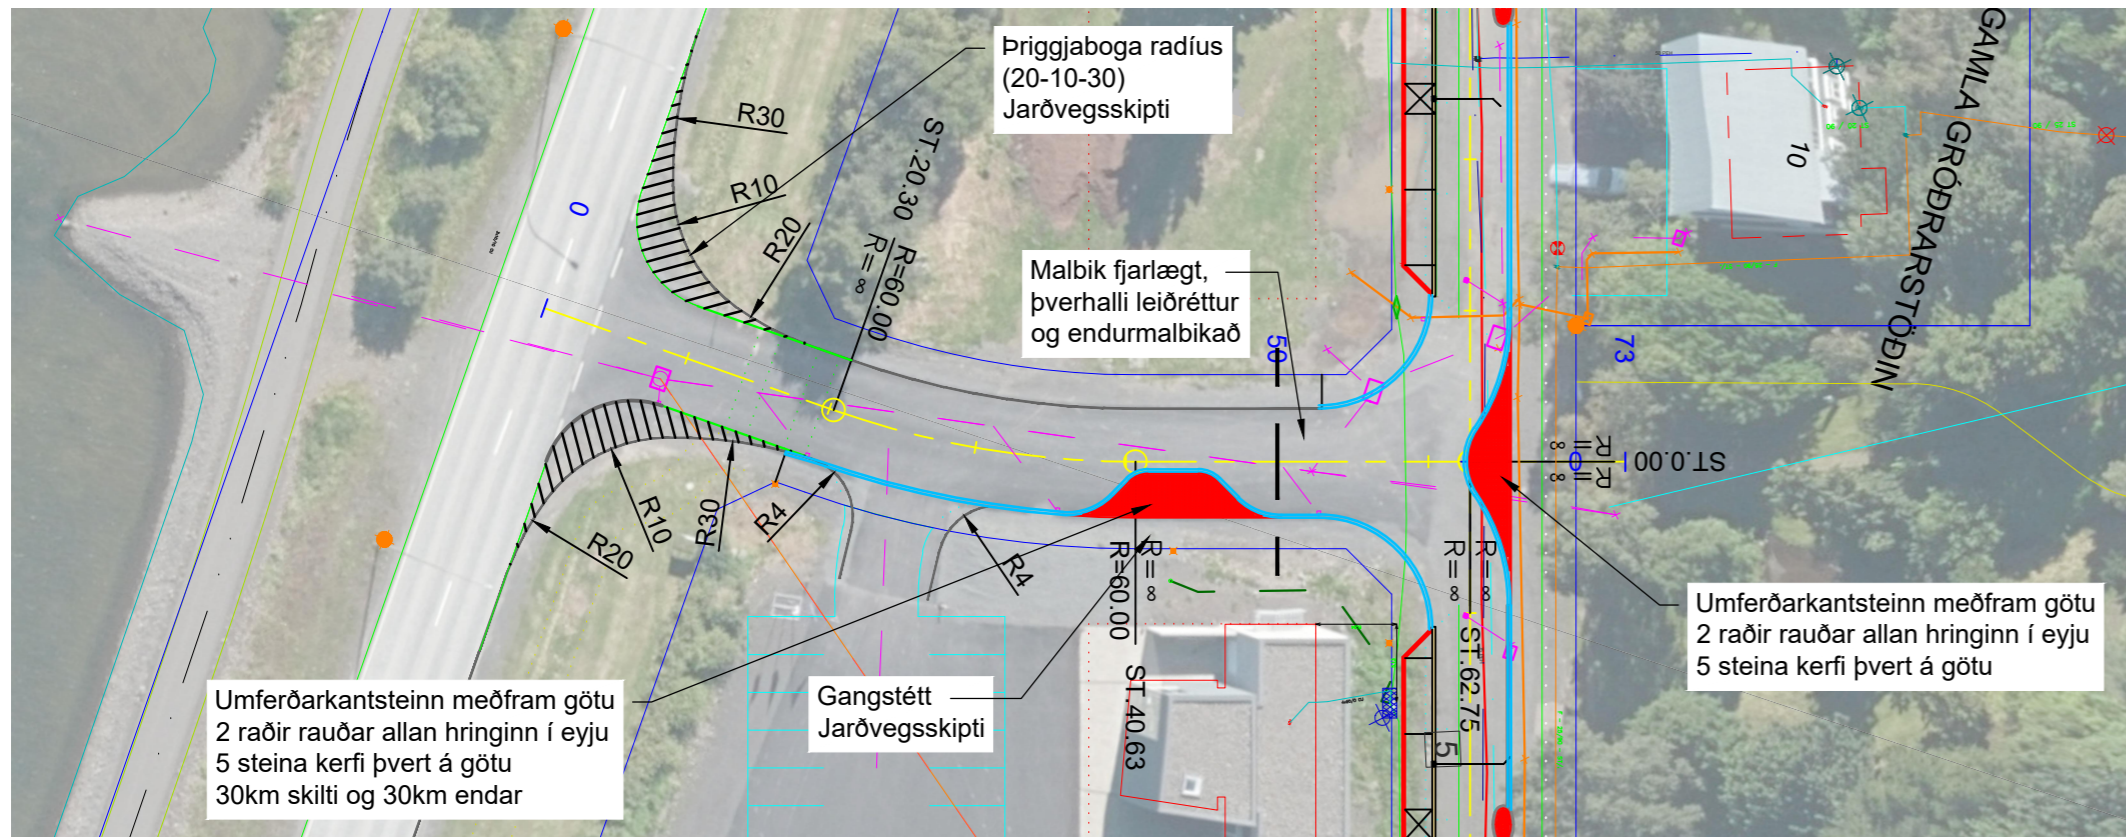 Þriggjaboga radíus
(20-10-30)
Jarðvegsskipti
R30
R10
R20
ST.20.30
R=60.00
R=∞
0
Malbik fjarlægt,
þverhalli leiðréttur
og endurmalbikað
50
73
10
GAMLA GRÓÐRARSTÖÐIN
R=∞
R=∞
0
ST.0.00
R20
R10
R30
R4
R4
R=∞
R=60.00
ST.40.63
R=∞
R=∞
ST.62.75
5
Umferðarkantsteinn meðfram götu
2 raðir rauðar allan hringinn í eyju
5 steina kerfi þvert á götu
30km skilti og 30km endar
Gangstétt
Jarðvegsskipti
Umferðarkantsteinn meðfram götu
2 raðir rauðar allan hringinn í eyju
5 steina kerfi þvert á götu